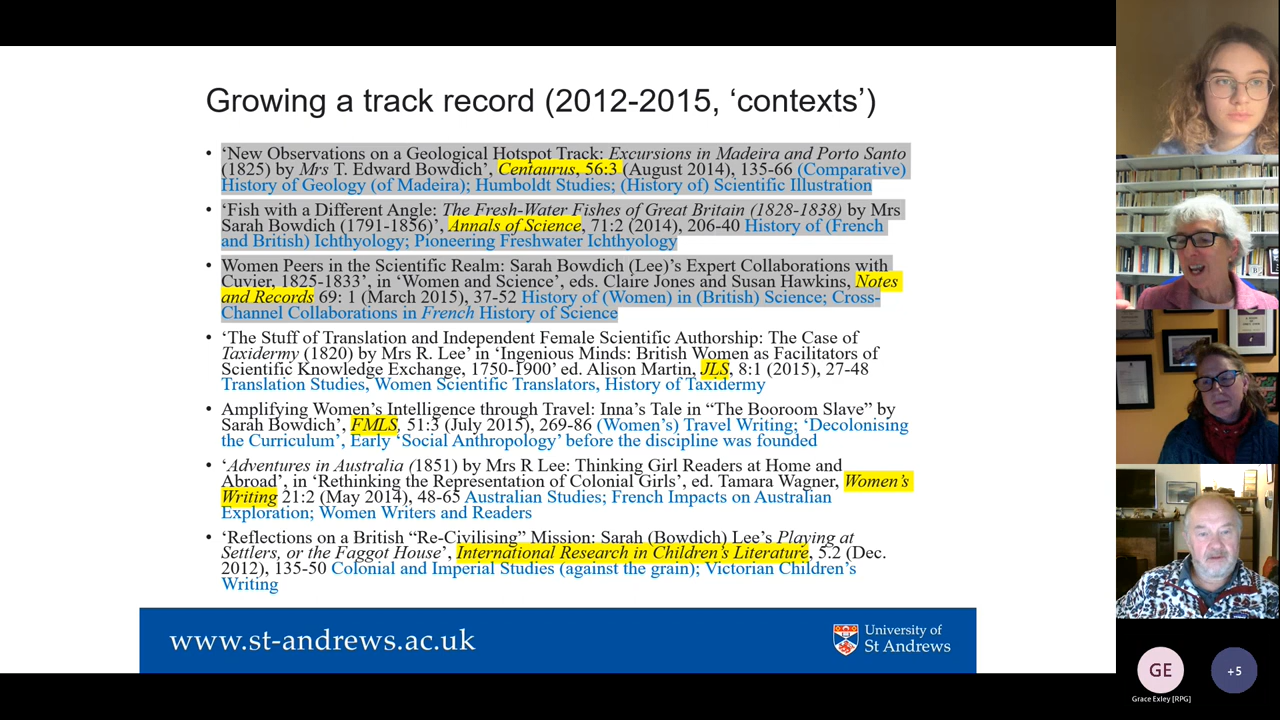 Growing a track record (2012-2015, ‘contexts’)
• ‘New Observations on a Geological Hotspot Track: Excursions in Madeira and Porto Santo
(1825) by Mrs T. Edward Bowdich’, Centaurus, 56:3 (August 2014), 135-66 (Comparative)
History of Geology (of Madeira); Humboldt Studies; (History of) Scientific Illustration
• ‘Fish with a Different Angle: The Fresh-Water Fishes of Great Britain (1828-1838) by Mrs
Sarah Bowdich (1791-1856)’, Annals of Science, 71:2 (2014), 206-40 History of (French
and British) Ichthyology; Pioneering Freshwater Ichthyology
• Women Peers in the Scientific Realm: Sarah Bowdich (Lee)’s Expert Collaborations with
Cuvier, 1825-1833’, in ‘Women and Science’, eds. Claire Jones and Susan Hawkins, Notes
and Records 69: 1 (March 2015), 37-52 History of (Women) in (British) Science; Cross-
Channel Collaborations in French History of Science
• ‘The Stuff of Translation and Independent Female Scientific Authorship: The Case of
Taxidermy (1820) by Mrs R. Lee’ in ‘Ingenious Minds: British Women as Facilitators of
Scientific Knowledge Exchange, 1750-1900’ ed. Alison Martin, JLS, 8:1 (2015), 27-48
Translation Studies, Women Scientific Translators, History of Taxidermy
• Amplifying Women’s Intelligence through Travel: Inna’s Tale in “The Booroom Slave” by
Sarah Bowdich’, FMLS, 51:3 (July 2015), 269-86 (Women’s) Travel Writing; ‘Decolonising
the Curriculum’, Early ‘Social Anthropology’ before the discipline was founded
• ‘Adventures in Australia (1851) by Mrs R Lee: Thinking Girl Readers at Home and
Abroad’, in ‘Rethinking the Representation of Colonial Girls’, ed. Tamara Wagner, Women’s
Writing 21:2 (May 2014), 48-65 Australian Studies; French Impacts on Australian
Exploration; Women Writers and Readers
• ‘Reflections on a British “Re-Civilising” Mission: Sarah (Bowdich) Lee’s Playing at
Settlers, or the Faggot House’, International Research in Children’s Literature, 5.2 (Dec.
2012), 135-50 Colonial and Imperial Studies (against the grain); Victorian Children’s
Writing
www.st-andrews.ac.uk
University of
St Andrews
GE
+5
Grace Exley [RPG]